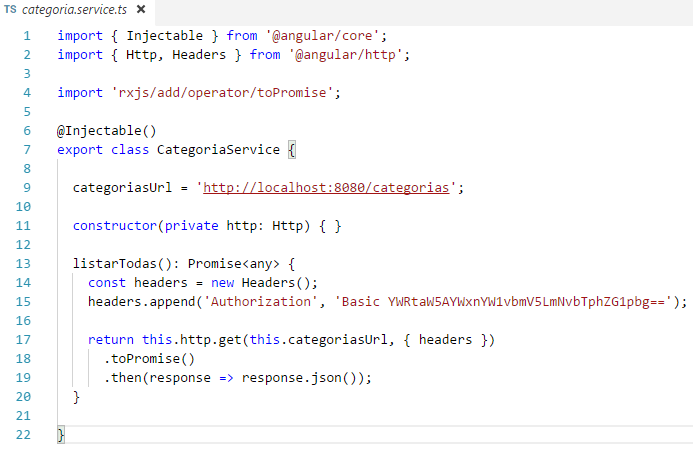 TS categoria.service.ts ×
1 import { Injectable } from '@angular/core';
2 import { Http, Headers } from '@angular/http';
3
4 import 'rxjs/add/operator/toPromise';
5
6 @Injectable()
7 export class CategoriaService {
8
9 categoriasUrl = 'http://localhost:8080/categorias';
10
11 constructor(private http: Http) { }
12
13 listarTodas(): Promise<any> {
14 const headers = new Headers();
15 headers.append('Authorization', 'Basic YWRtaW5AYWxnYW1vbmV5LmNvbTphZG1pbg==');
16
17 return this.http.get(this.categoriasUrl, { headers })
18 .toPromise()
19 .then(response => response.json());
20 }
21
22 }